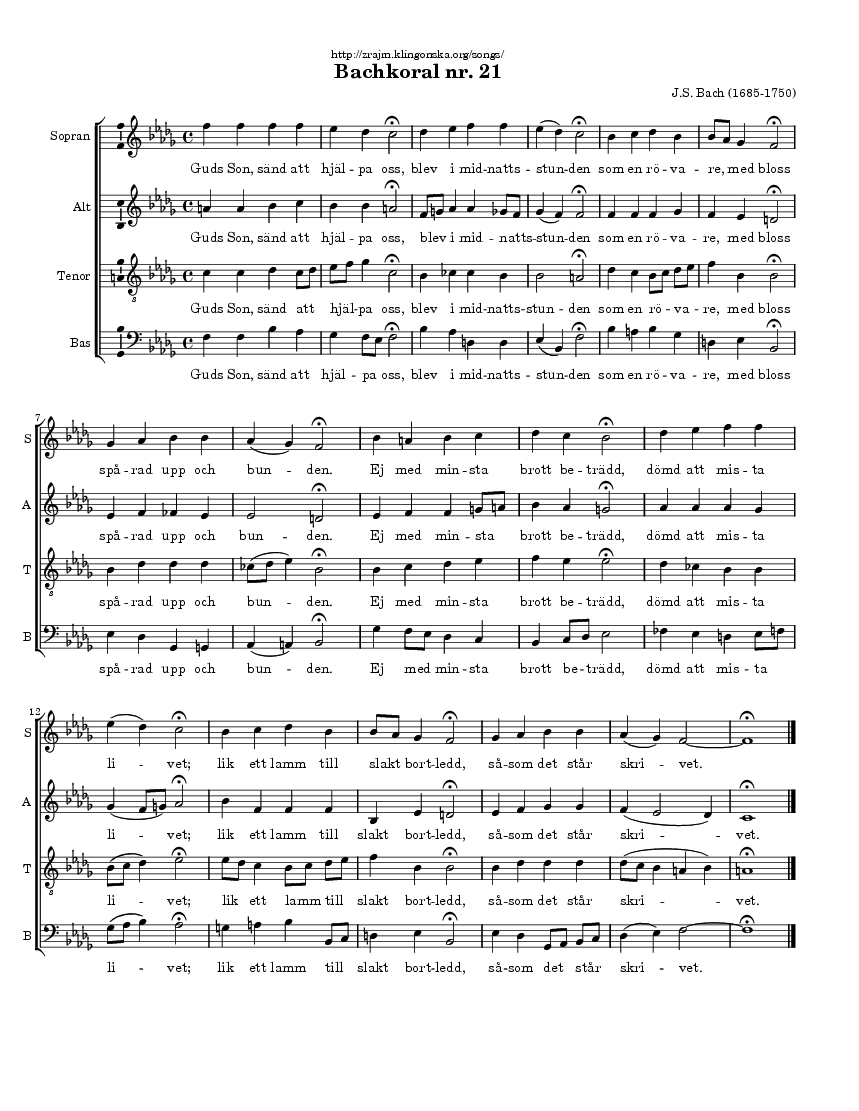 http://zrajm.klingonska.org/songs/
Bachkoral nr. 21
J.S. Bach (1685-1750)
Sopran
Guds Son, sänd att hjäl - pa oss, blev i mid-natts-stun-den som en rö-va - re, med bloss
Alt
Guds Son, sänd att hjäl - pa oss, blev i mid - natts-stun-den som en rö-va - re, med bloss
Tenor
8
Guds Son, sänd att hjäl - pa oss, blev i mid-natts-stun - den som en rö - va - re, med bloss
Bas
Guds Son, sänd att hjäl - pa oss, blev i mid-natts - stun-den som en rö-va - re, med bloss
7
S
spå-rad upp och bun - den. Ej med min-sta brott be-trädd, dömd att mis-ta
A
spå-rad upp och bun - den. Ej med min - sta brott be-trädd, dömd att mis-ta
T
8
spå-rad upp och bun - den. Ej med min-sta brott be-trädd, dömd att mis-ta
B
spå-rad upp och bun - den. Ej med min-sta brott be-trädd, dömd att mis-ta
12
S
li - vet; lik ett lamm till slakt bort-ledd, så-som det står skri - vet.
A
li - vet; lik ett lamm till slakt bort-ledd, så-som det står skri - vet.
T
8
li - vet; lik ett lamm till slakt bort-ledd, så-som det står skri - - vet.
B
li - vet; lik ett lamm till slakt bort-ledd, så-som det står skri - vet.